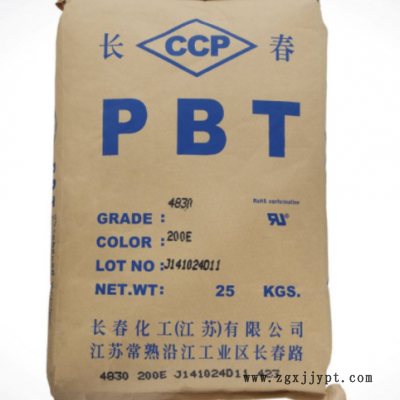 长 CCP 春
PBT
RoHS certification
GRADE: 4830
COLOR: 200E
LOT NO: J141024D11
NET.WT: 25 KGS.
长春化工(江苏)有限公司
江苏常熟沿江工业区长春路
4830 200E J141024D11 423
www.zgxjjypt.com